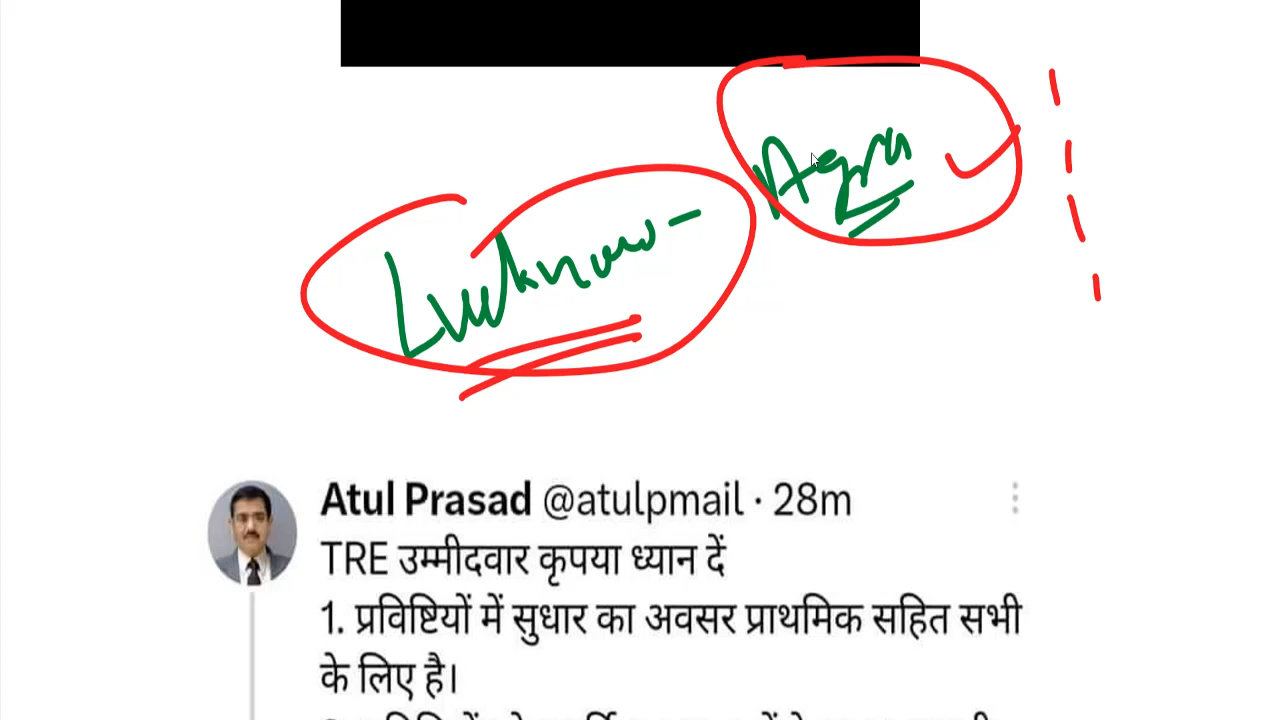 Agra
Lucknow-
Atul Prasad @atulpmail · 28m
TRE उम्मीदवार कृपया ध्यान दें
1. प्रविष्टियों में सुधार का अवसर प्राथमिक सहित सभी
के लिए है।